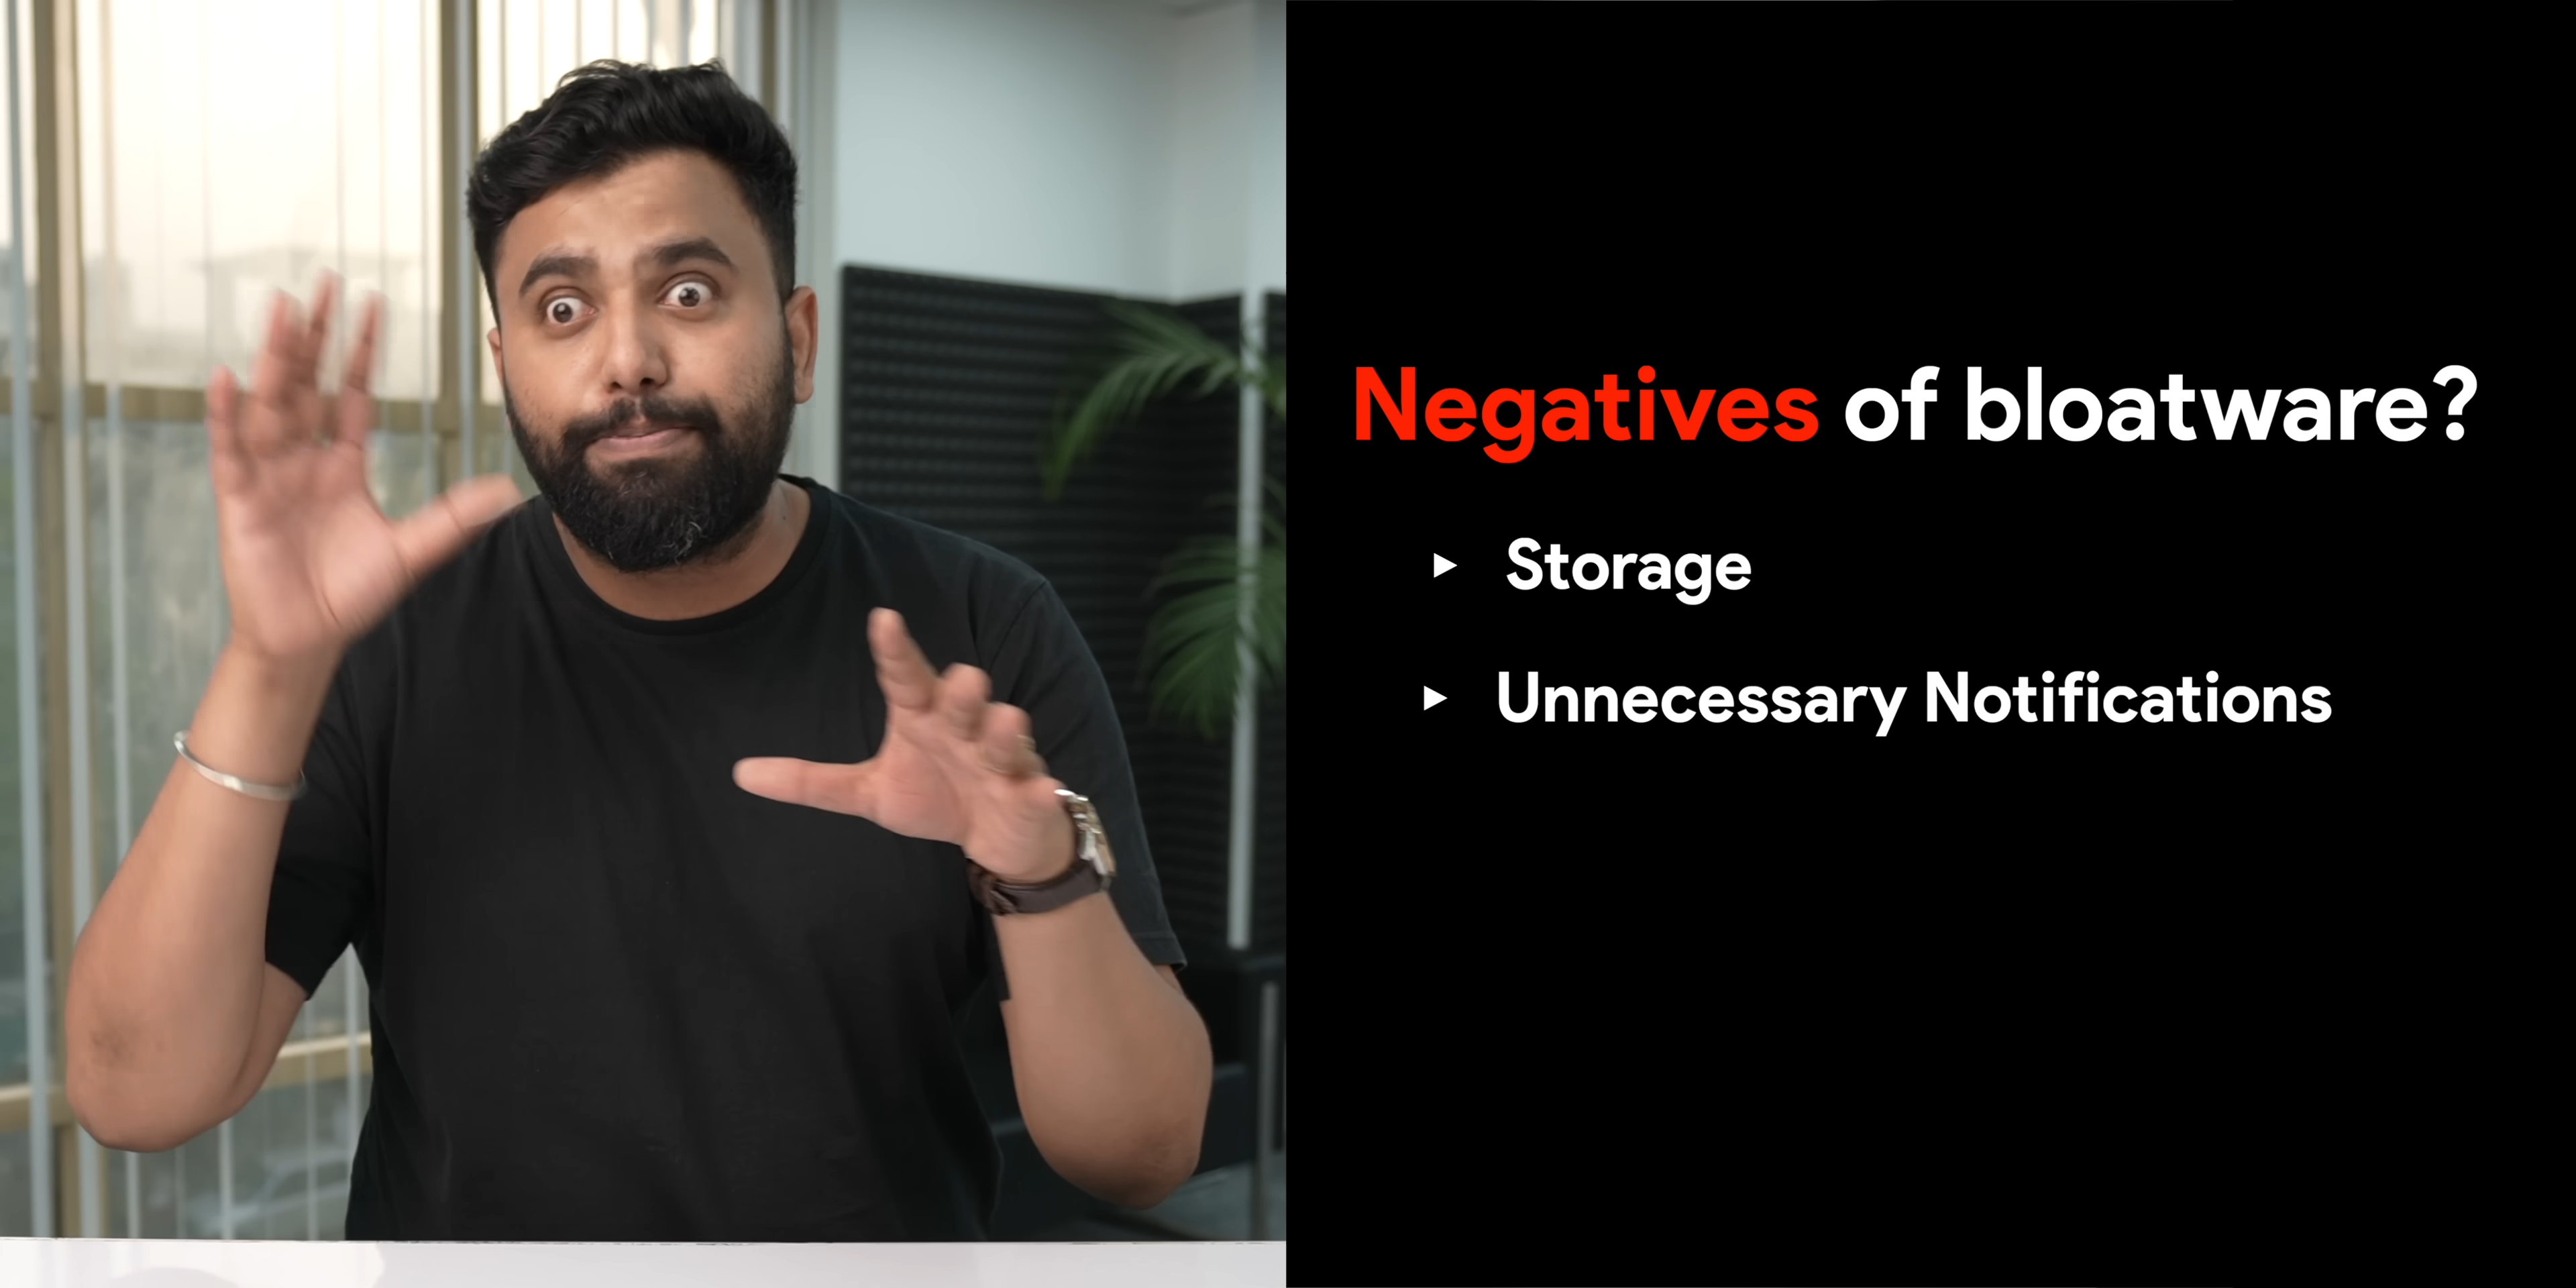 Negatives of bloatware?
▸ Storage
▸ Unnecessary Notifications